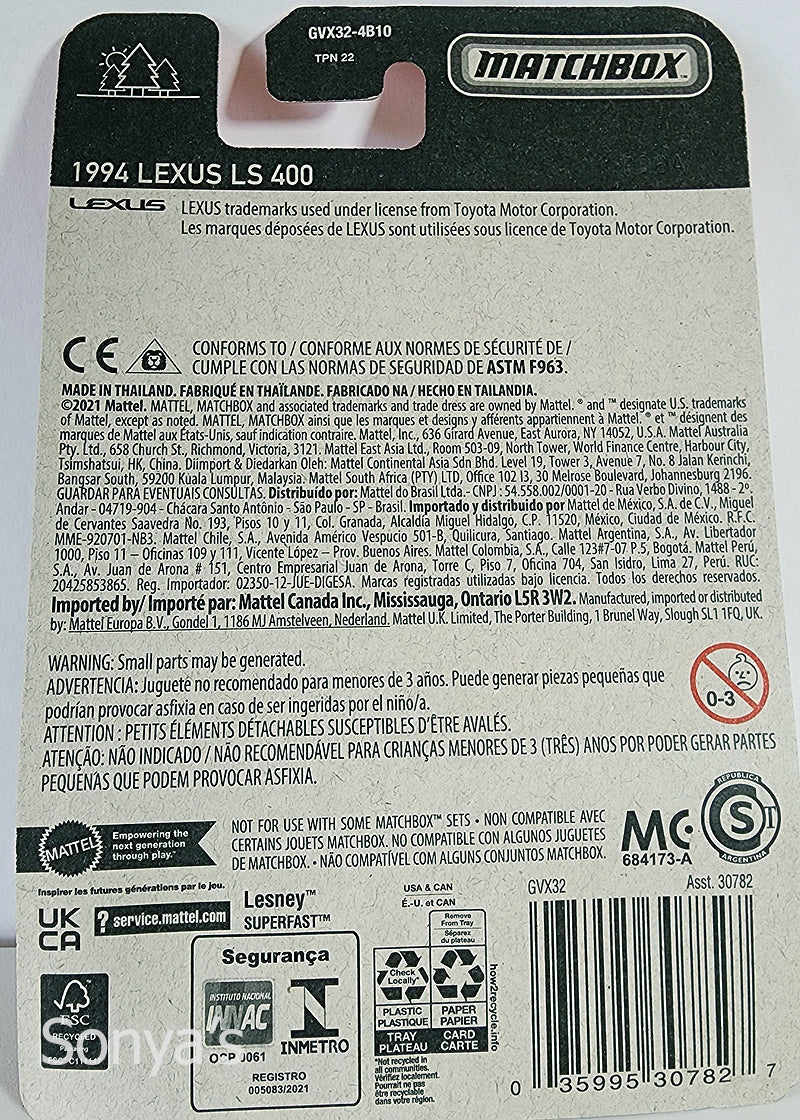 GVX32-4B10
TPN 22
MATCHBOX™
1994 LEXUS LS 400
LEXUS
LEXUS trademarks used under license from Toyota Motor Corporation.
Les marques déposées de LEXUS sont utilisées sous licence de Toyota Motor Corporation.
CE
CONFORMS TO / CONFORME AUX NORMES DE SÉCURITÉ DE /
CUMPLE CON LAS NORMAS DE SEGURIDAD DE ASTM F963.
MADE IN THAILAND. FABRIQUÉ EN THAÏLANDE. FABRICADO NA / HECHO EN TAILANDIA.
©2021 Mattel. MATTEL, MATCHBOX and associated trademarks and trade dress are owned by Mattel. ® and ™ designate U.S. trademarks
of Mattel, except as noted. MATTEL, MATCHBOX ainsi que les marques et designs y afférents appartiennent à Mattel. ® et ™ désignent des
marques de Mattel aux États-Unis, sauf indication contraire. Mattel, Inc., 636 Girard Avenue, East Aurora, NY 14052, U.S.A. Mattel Australia
Pty. Ltd., 658 Church St., Richmond, Victoria, 3121. Mattel East Asia Ltd., Room 503-09, North Tower, World Finance Centre, Harbour City,
Tsimshatsui, HK, China. Diimport & Diedarkan Oleh: Mattel Continental Asia Sdn Bhd. Level 19, Tower 3, Avenue 7, No. 8 Jalan Kerinchi,
Bangsar South, 59200 Kuala Lumpur, Malaysia. Mattel South Africa (PTY) LTD, Office 102 I3, 30 Melrose Boulevard, Johannesburg 2196.
GUARDAR PARA EVENTUAIS CONSULTAS. Distribuído por: Mattel do Brasil Ltda.- CNPJ : 54.558.002/0001-20 - Rua Verbo Divino, 1488 - 2º.
Andar - 04719-904 - Chácara Santo Antônio - São Paulo - SP - Brasil. Importado y distribuido por Mattel de México, S.A. de C.V., Miguel
de Cervantes Saavedra No. 193, Pisos 10 y 11, Col. Granada, Alcaldía Miguel Hidalgo, C.P. 11520, México, Ciudad de México. R.F.C.
MME-920701-NB3. Mattel Chile, S.A., Avenida Américo Vespucio 501-B, Quilicura, Santiago. Mattel Argentina, S.A., Av. Libertador
1000, Piso 11 – Oficinas 109 y 111, Vicente López – Prov. Buenos Aires. Mattel Colombia, S.A., Calle 123#7-07 P.5, Bogotá. Mattel Perú,
S.A., Av. Juan de Arona # 151, Centro Empresarial Juan de Arona, Torre C, Piso 7, Oficina 704, San Isidro, Lima 27, Perú. RUC:
20425853865. Reg. Importador: 02350-12-JUE-DIGESA. Marcas registradas utilizadas bajo licencia. Todos los derechos reservados.
Imported by/ Importé par: Mattel Canada Inc., Mississauga, Ontario L5R 3W2. Manufactured, imported or distributed
by: Mattel Europa B.V., Gondel 1, 1186 MJ Amstelveen, Nederland. Mattel U.K. Limited, The Porter Building, 1 Brunel Way, Slough SL1 1FQ, UK.
WARNING: Small parts may be generated.
ADVERTENCIA: Juguete no recomendado para menores de 3 años. Puede generar piezas pequeñas que
podrían provocar asfixia en caso de ser ingeridas por el niño/a.
ATTENTION : PETITS ÉLÉMENTS DÉTACHABLES SUSCEPTIBLES D'ÊTRE AVALÉS.
ATENÇÃO: NÃO INDICADO / NÃO RECOMENDÁVEL PARA CRIANÇAS MENORES DE 3 (TRÊS) ANOS POR PODER GERAR PARTES
PEQUENAS QUE PODEM PROVOCAR ASFIXIA.
0-3
MATTEL
Empowering the
next generation
through play.™
Inspirer les futures générations par le jeu.
NOT FOR USE WITH SOME MATCHBOX™ SETS • NON COMPATIBLE AVEC
CERTAINS JOUETS MATCHBOX. NO COMPATIBLE CON ALGUNOS JUGUETES
DE MATCHBOX. • NÃO COMPATÍVEL COM ALGUNS CONJUNTOS MATCHBOX.
MC
684173-A
REPUBLICA
S T
ARGENTINA
UK
CA
? service.mattel.com
Lesney™
SUPERFAST™
USA & CAN
É.-U. et CAN
Remove
From Tray
Séparez
du plateau
Check
Locally*
PLASTIC
PLASTIQUE
PAPER
PAPIER
TRAY
PLATEAU
CARD
CARTE
*Not recycled in
all communities.
Vérifiez localement.
Pourrait ne pas
être recyclable
dans votre région.
how2recycle.info
Segurança
INSTITUTO NACIONAL
INNAC
OCP 0061
INMETRO
REGISTRO
005083/2021
FSC
RECYCLED
Packaging
Sonya's
GVX32
Asst. 30782
0 35995 30782 7